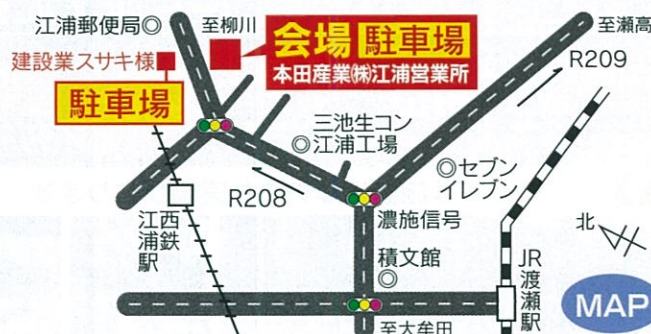 江浦郵便局◎
至柳川
会場 駐車場
本田産業㈱江浦営業所
至瀬高
建設業スサキ様
駐車場
R209
三池生コン
◎江浦工場
◎セブン
イレブン
R208
濃施信号
西鉄
江浦駅
積文館
◎
北
JR渡瀬駅
MAP
至大牟田